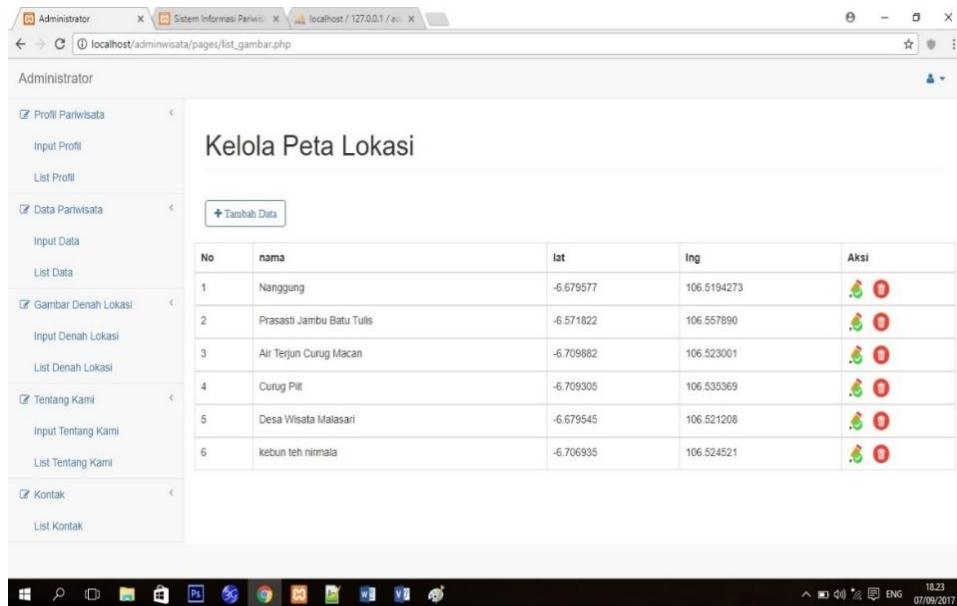 Administrator
Sistem Informasi Pariwis
localhost / 127.0.0.1 / ad
localhost/adminwisata/pages/list_gambar.php
Administrator
Profil Pariwisata
Input Profil
List Profil
Data Pariwisata
Input Data
List Data
Gambar Denah Lokasi
Input Denah Lokasi
List Denah Lokasi
Tentang Kami
Input Tentang Kami
List Tentang Kami
Kontak
List Kontak
Kelola Peta Lokasi
Tambah Data
No nama lat lng Aksi
1 Nanggung -6.679577 106.5194273
2 Prasasti Jambu Batu Tulis -6.571822 106.557890
3 Air Terjun Curug Macan -6.709882 106.523001
4 Curug Piit -6.709305 106.535369
5 Desa Wisata Malasari -6.679545 106.521208
6 kebun teh nirmala -6.706935 106.524521
ENG
18.23
07/09/2017